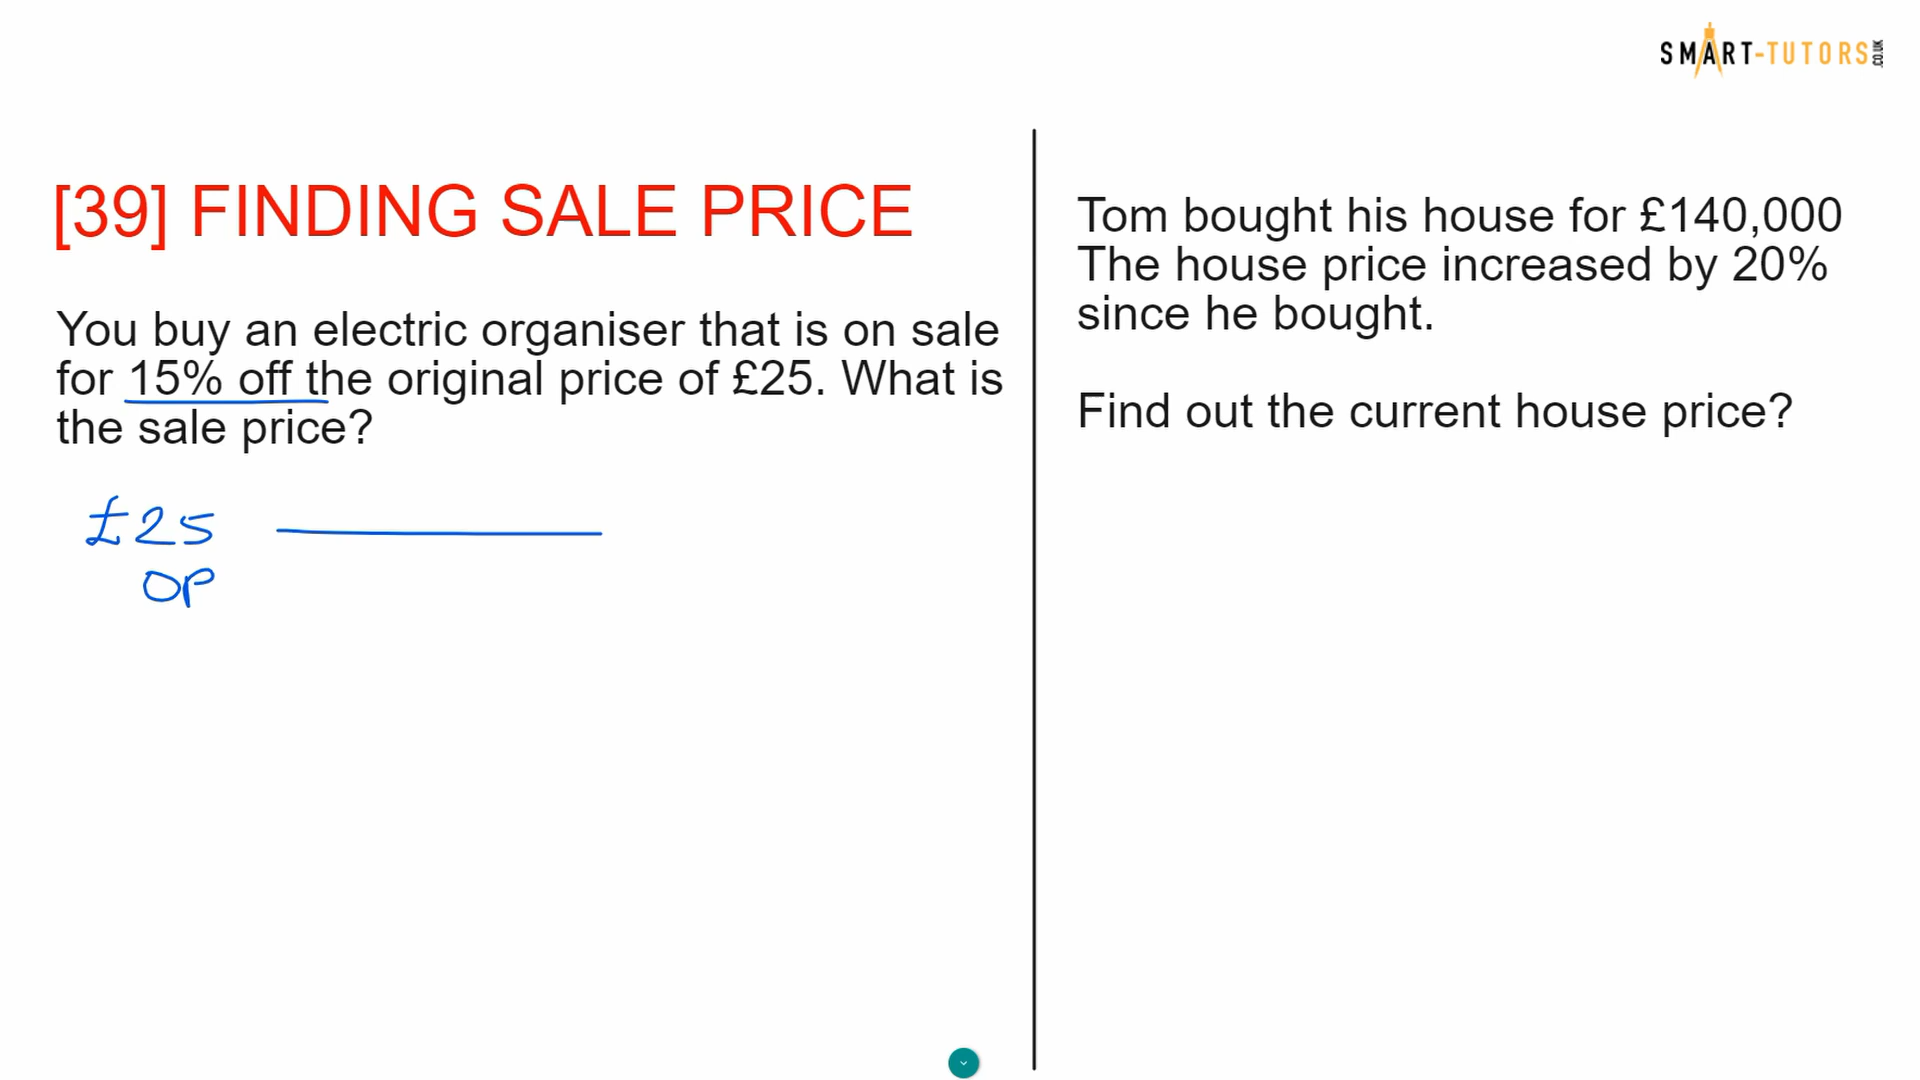 SMART-TUTORS.CO.UK
[39] FINDING SALE PRICE
You buy an electric organiser that is on sale
for 15% off the original price of £25. What is
the sale price?
£25
OP
Tom bought his house for £140,000
The house price increased by 20%
since he bought.
Find out the current house price?